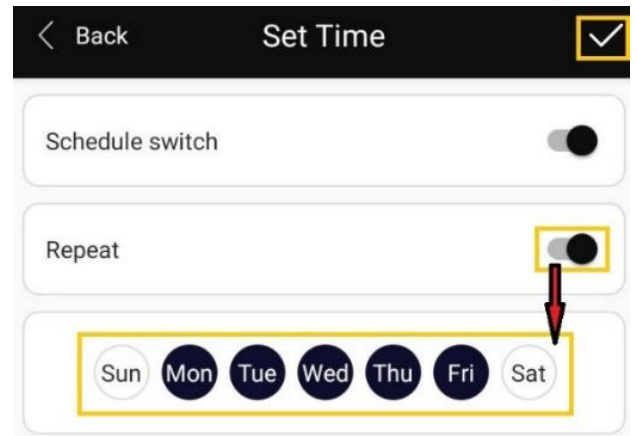 Back Set Time
Schedule switch
Repeat
Sun Mon Tue Wed Thu Fri Sat